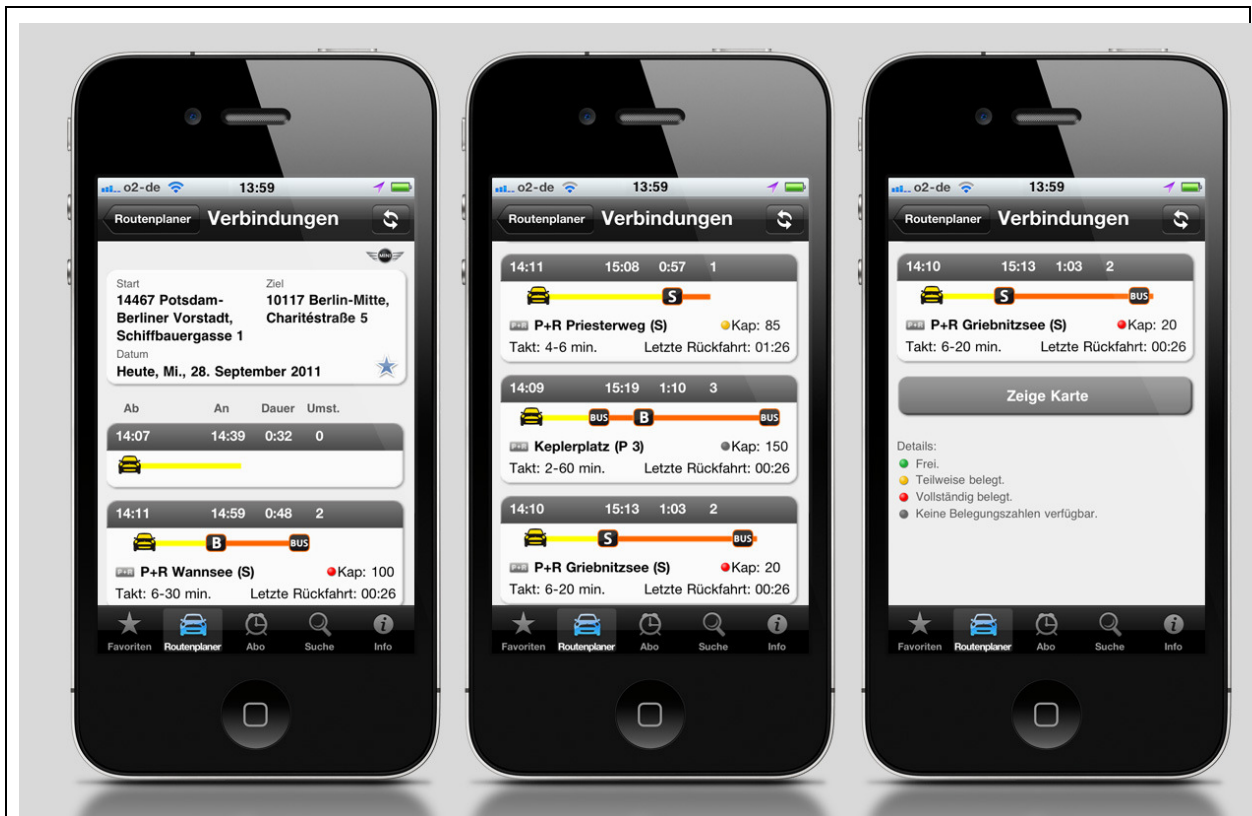 o2-de 13:59
Routenplaner Verbindungen
MINI
Start
14467 Potsdam-
Berliner Vorstadt,
Schiffbauergasse 1
Ziel
10117 Berlin-Mitte,
Charitéstraße 5
Datum
Heute, Mi., 28. September 2011
Ab An Dauer Umst.
14:07 14:39 0:32 0
14:11 14:59 0:48 2
B BUS
P+R P+R Wannsee (S) Kap: 100
Takt: 6-30 min. Letzte Rückfahrt: 00:26
Favoriten Routenplaner Abo Suche Info
o2-de 13:59
Routenplaner Verbindungen
14:11 15:08 0:57 1
S
P+R P+R Priesterweg (S) Kap: 85
Takt: 4-6 min. Letzte Rückfahrt: 01:26
14:09 15:19 1:10 3
BUS B BUS
P+R Keplerplatz (P 3) Kap: 150
Takt: 2-60 min. Letzte Rückfahrt: 00:26
14:10 15:13 1:03 2
S BUS
P+R P+R Griebnitzsee (S) Kap: 20
Takt: 6-20 min. Letzte Rückfahrt: 00:26
Favoriten Routenplaner Abo Suche Info
o2-de 13:59
Routenplaner Verbindungen
14:10 15:13 1:03 2
S BUS
P+R P+R Griebnitzsee (S) Kap: 20
Takt: 6-20 min. Letzte Rückfahrt: 00:26
Zeige Karte
Details:
Frei.
Teilweise belegt.
Vollständig belegt.
Keine Belegungszahlen verfügbar.
Favoriten Routenplaner Abo Suche Info